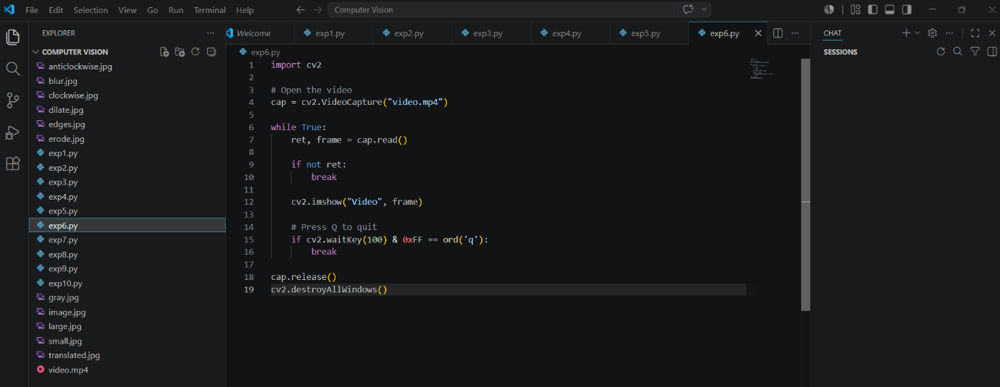 File Edit Selection View Go Run Terminal Help
Computer Vision
EXPLORER
COMPUTER VISION
anticlockwise.jpg
blur.jpg
clockwise.jpg
dilate.jpg
edges.jpg
erode.jpg
exp1.py
exp2.py
exp3.py
exp4.py
exp5.py
exp6.py
exp7.py
exp8.py
exp9.py
exp10.py
gray.jpg
image.jpg
large.jpg
small.jpg
translated.jpg
video.mp4
Welcome exp1.py exp2.py exp3.py exp4.py exp5.py exp6.py
exp6.py
1 import cv2
2
3 # Open the video
4 cap = cv2.VideoCapture("video.mp4")
5
6 while True:
7     ret, frame = cap.read()
8
9     if not ret:
10         break
11
12     cv2.imshow("Video", frame)
13
14     # Press Q to quit
15     if cv2.waitKey(100) & 0xFF == ord('q'):
16         break
17
18 cap.release()
19 cv2.destroyAllWindows()
CHAT
SESSIONS